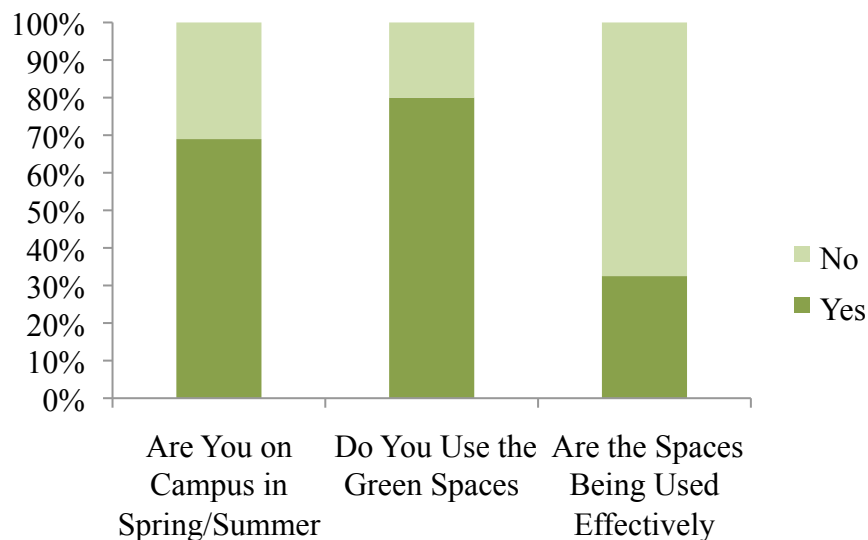 100%
90%
80%
70%
60%
50%
40%
30%
20%
10%
0%
No
Yes
Are You on
Campus in
Spring/Summer
Do You Use the
Green Spaces
Are the Spaces
Being Used
Effectively